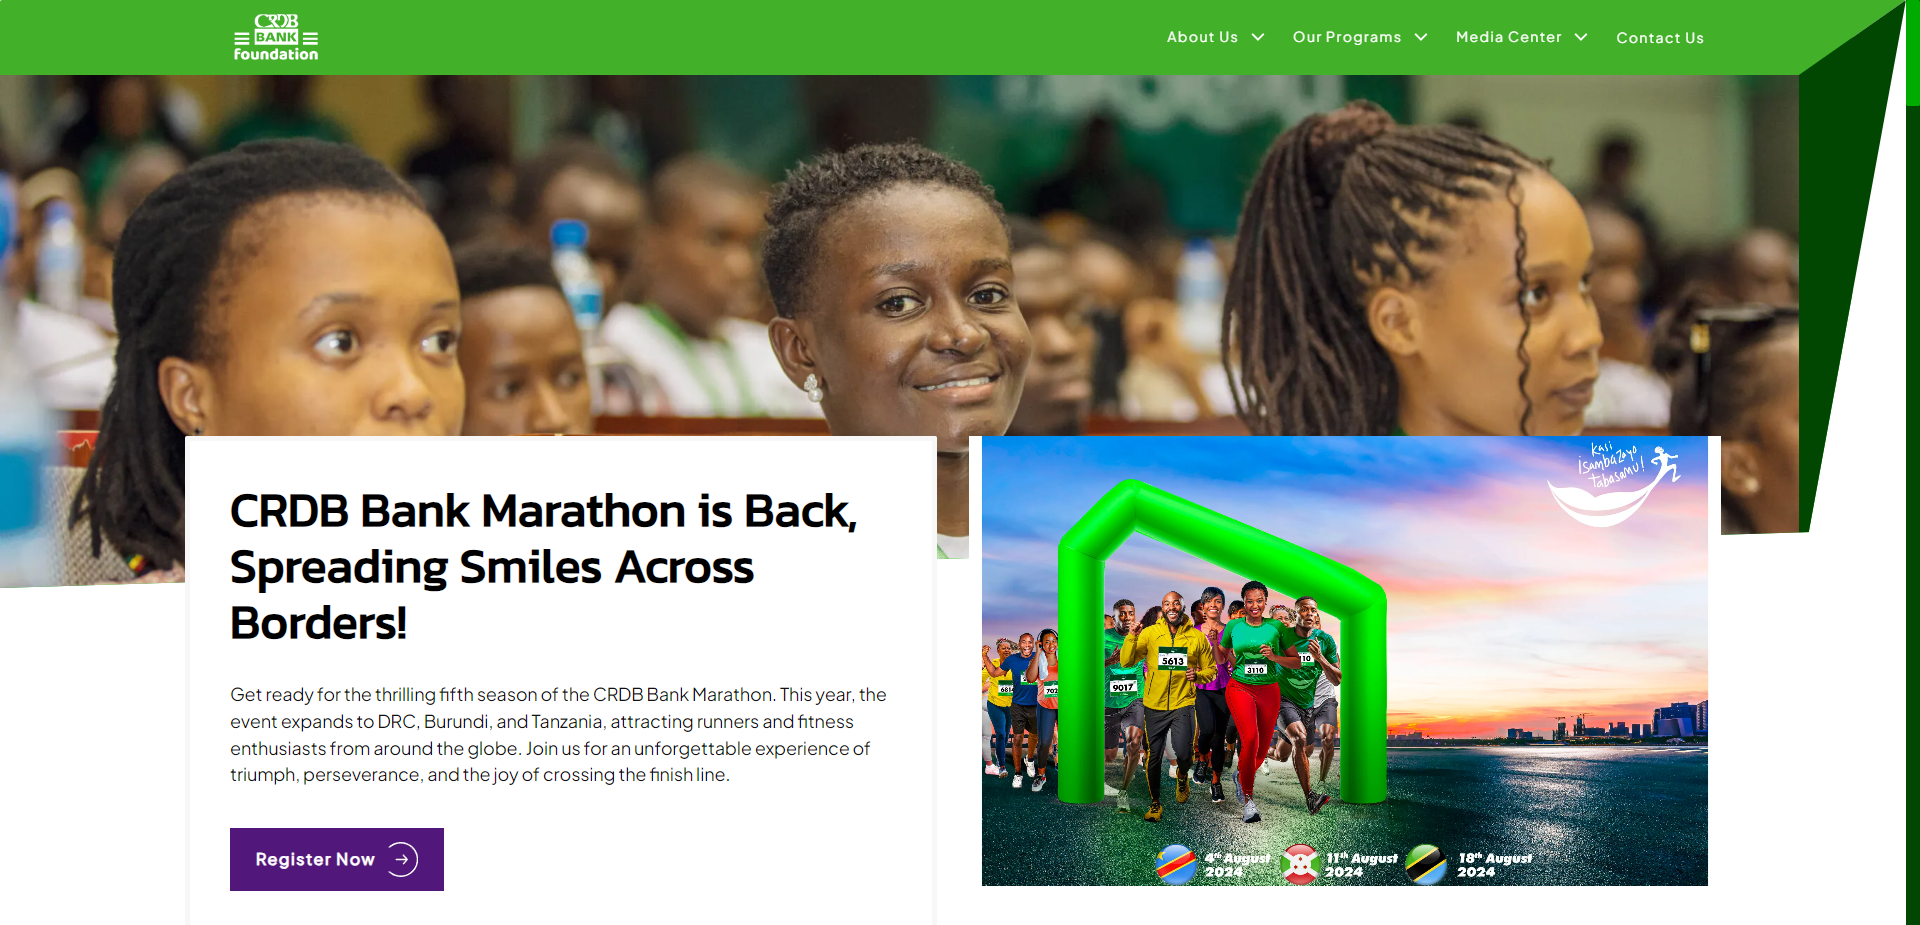 CRDB
BANK
foundation
About Us
Our Programs
Media Center
Contact Us
CRDB Bank Marathon is Back,
Spreading Smiles Across
Borders!
Get ready for the thrilling fifth season of the CRDB Bank Marathon. This year, the
event expands to DRC, Burundi, and Tanzania, attracting runners and fitness
enthusiasts from around the globe. Join us for an unforgettable experience of
triumph, perseverance, and the joy of crossing the finish line.
Register Now
Kasi
isambazayo
tabasamu!
5613
3110
9017
4th August
2024
11th August
2024
18th August
2024